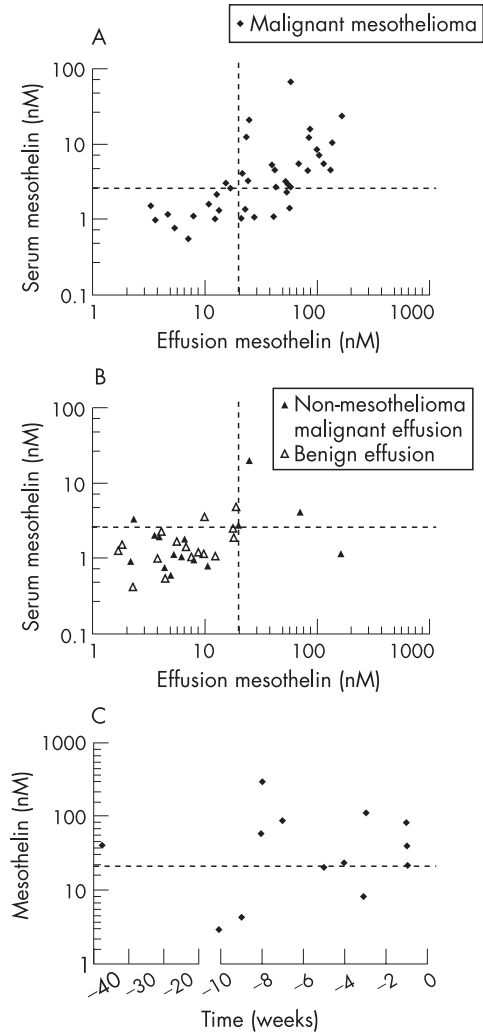 A
Malignant mesothelioma
100
10
1
0.1
Serum mesothelin (nM)
1 10 100 1000
Effusion mesothelin (nM)
B
Non-mesothelioma
malignant effusion
Benign effusion
100
10
1
0.1
Serum mesothelin (nM)
1 10 100 1000
Effusion mesothelin (nM)
C
1000
100
10
1
Mesothelin (nM)
–40 –30 –20 –10 –8 –6 –4 –2 0
Time (weeks)